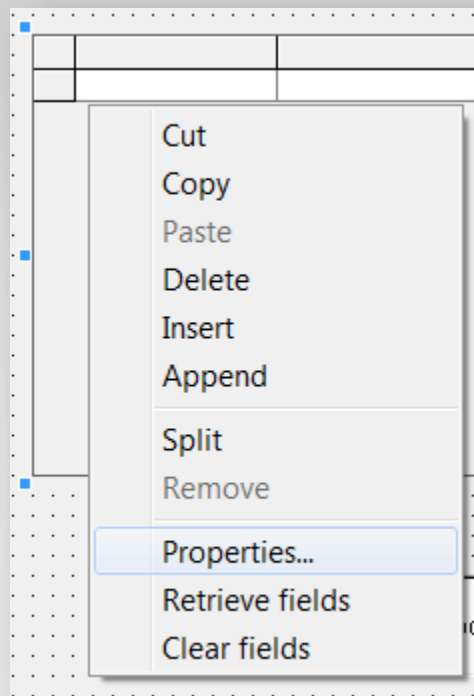 Cut
Copy
Paste
Delete
Insert
Append
Split
Remove
Properties...
Retrieve fields
Clear fields